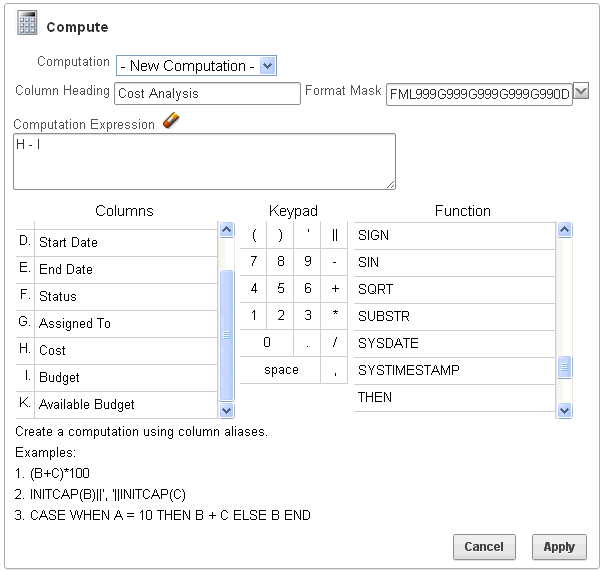 Compute
Computation - New Computation -
Column Heading Cost Analysis Format Mask FML999G999G999G999G990D
Computation Expression
H - I
Columns Keypad Function
D. Start Date
E. End Date
F. Status
G. Assigned To
H. Cost
I. Budget
K. Available Budget
( ) ' ||
7 8 9 -
4 5 6 +
1 2 3 *
0 . /
space ,
SIGN
SIN
SQRT
SUBSTR
SYSDATE
SYSTIMESTAMP
THEN
Create a computation using column aliases.
Examples:
1. (B+C)*100
2. INITCAP(B)||', '||INITCAP(C)
3. CASE WHEN A = 10 THEN B + C ELSE B END
Cancel Apply